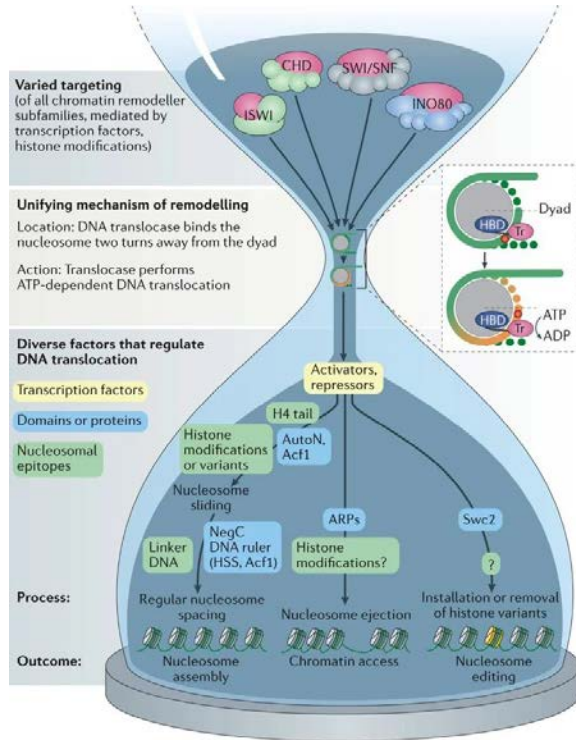 CHD
SWI/SNF
ISWI
INO80
Varied targeting
(of all chromatin remodeller
subfamilies, mediated by
transcription factors,
histone modifications)
Unifying mechanism of remodelling
Location: DNA translocase binds the
nucleosome two turns away from the dyad
Action: Translocase performs
ATP-dependent DNA translocation
Dyad
HBD
Tr
HBD
Tr
ATP
ADP
Diverse factors that regulate
DNA translocation
Transcription factors
Domains or proteins
Nucleosomal
epitopes
Activators,
repressors
H4 tail
Histone
modifications
or variants
AutoN,
Acf1
Nucleosome
sliding
Linker
DNA
NegC
DNA ruler
(HSS, Acf1)
ARPs
Histone
modifications?
Swc2
?
Process:
Regular nucleosome
spacing
Nucleosome ejection
Installation or removal
of histone variants
Outcome:
Nucleosome
assembly
Chromatin access
Nucleosome
editing